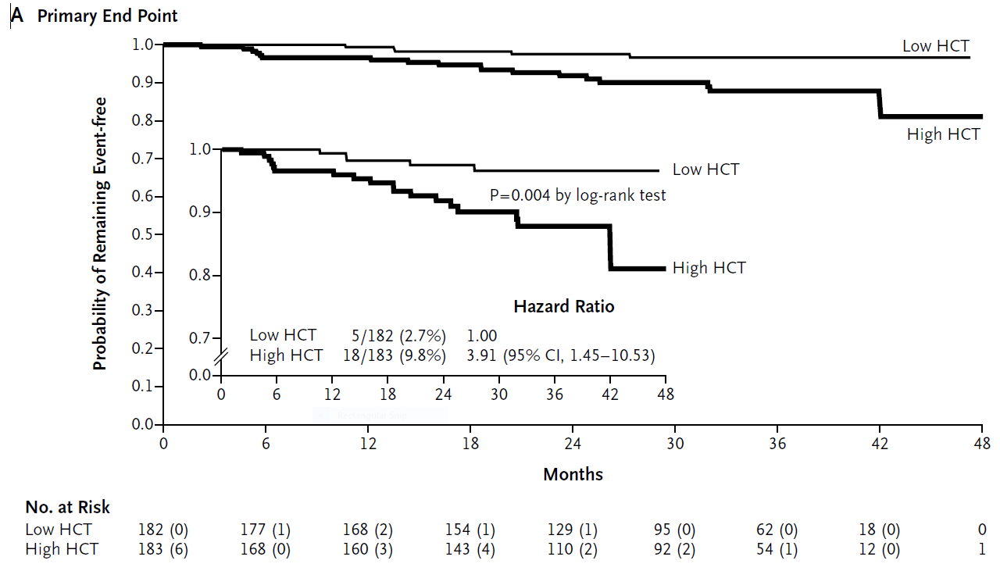 A Primary End Point
Probability of Remaining Event-free
1.0
0.9
0.8
0.7
0.6
0.5
0.4
0.3
0.2
0.1
0.0
Low HCT
High HCT
1.0
0.9
0.8
0.7
0.0
Low HCT
P=0.004 by log-rank test
High HCT
Hazard Ratio
Low HCT 5/182 (2.7%) 1.00
High HCT 18/183 (9.8%) 3.91 (95% CI, 1.45–10.53)
0 6 12 18 24 30 36 42 48
0 6 12 18 24 30 36 42 48
Months
No. at Risk
Low HCT 182 (0) 177 (1) 168 (2) 154 (1) 129 (1) 95 (0) 62 (0) 18 (0) 0
High HCT 183 (6) 168 (0) 160 (3) 143 (4) 110 (2) 92 (2) 54 (1) 12 (0) 1